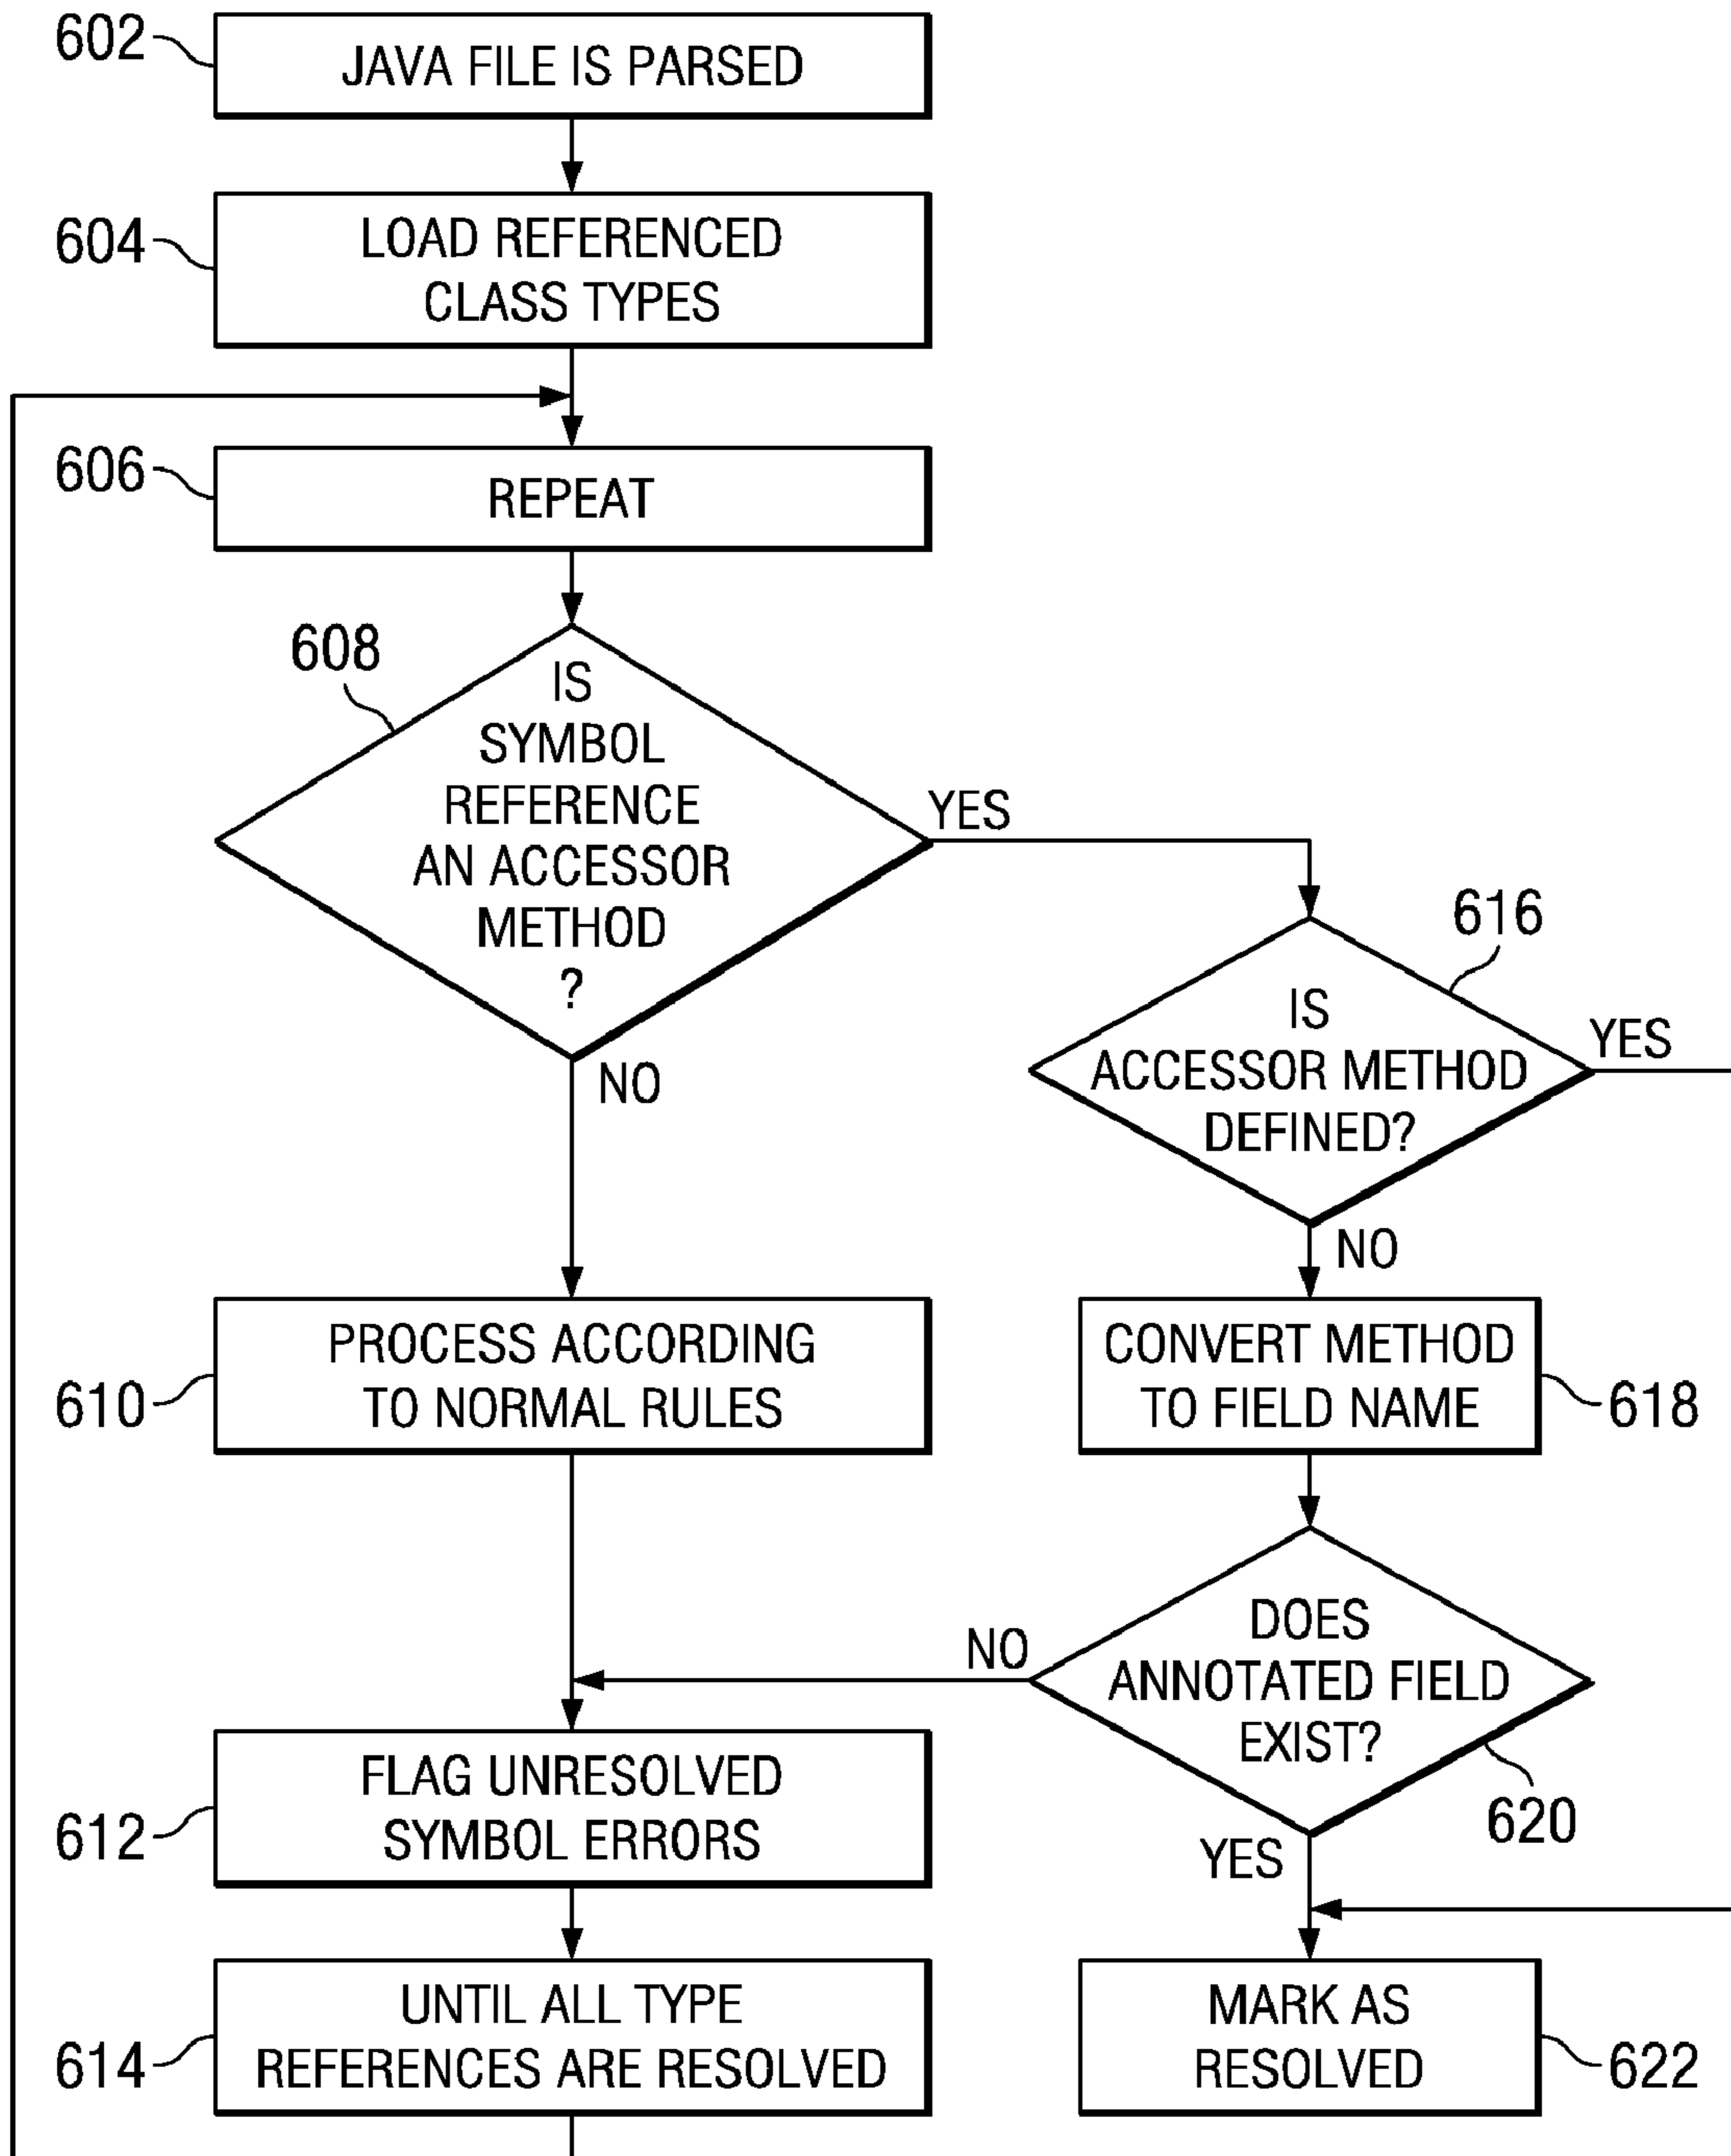 602
JAVA FILE IS PARSED
604
LOAD REFERENCED
CLASS TYPES
606
REPEAT
608
IS
SYMBOL
REFERENCE
AN ACCESSOR
METHOD
?
YES
NO
616
IS
ACCESSOR METHOD
DEFINED?
YES
NO
610
PROCESS ACCORDING
TO NORMAL RULES
CONVERT METHOD
TO FIELD NAME
618
DOES
ANNOTATED FIELD
EXIST?
NO
620
YES
612
FLAG UNRESOLVED
SYMBOL ERRORS
614
UNTIL ALL TYPE
REFERENCES ARE RESOLVED
MARK AS
RESOLVED
622